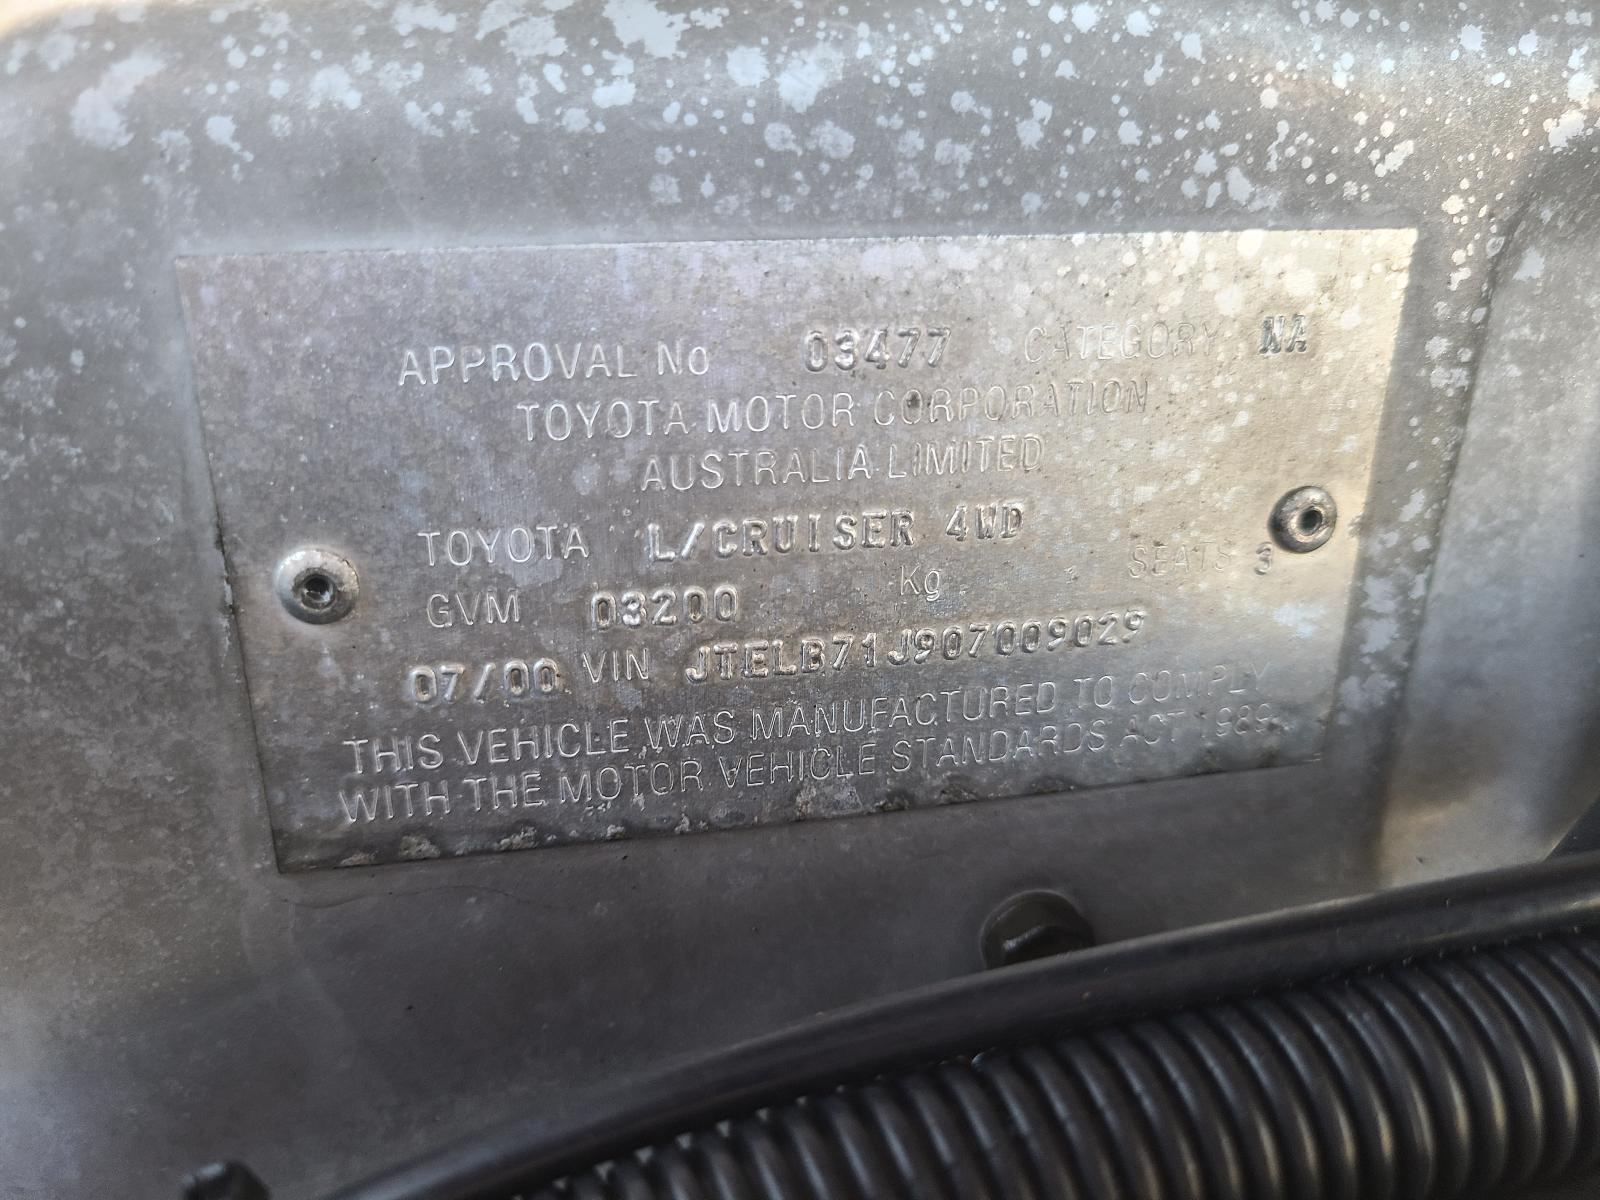 APPROVAL No 03477 CATEGORY NA
TOYOTA MOTOR CORPORATION
AUSTRALIA LIMITED
TOYOTA L/CRUISER 4WD
GVM 03200 Kg SEATS 3
07/00 VIN JTELB71J907009029
THIS VEHICLE WAS MANUFACTURED TO COMPLY
WITH THE MOTOR VEHICLE STANDARDS ACT 1989.